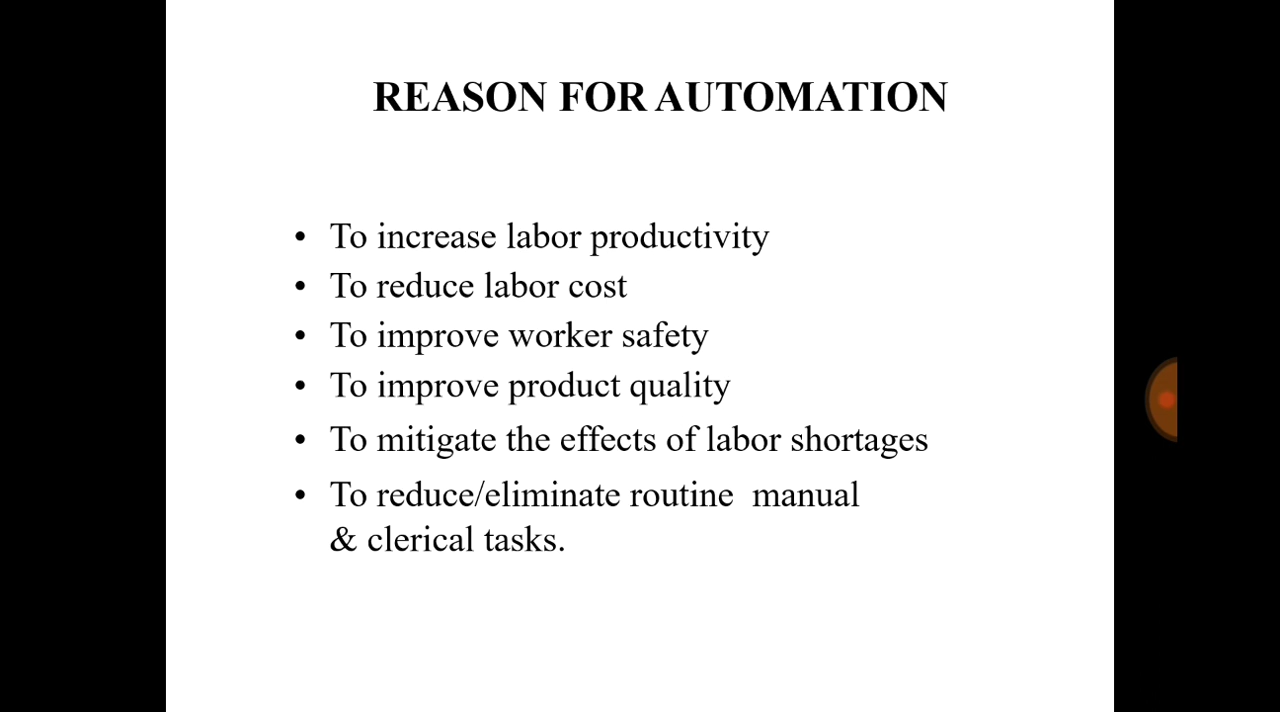 REASON FOR AUTOMATION
• To increase labor productivity
• To reduce labor cost
• To improve worker safety
• To improve product quality
• To mitigate the effects of labor shortages
• To reduce/eliminate routine  manual
& clerical tasks.